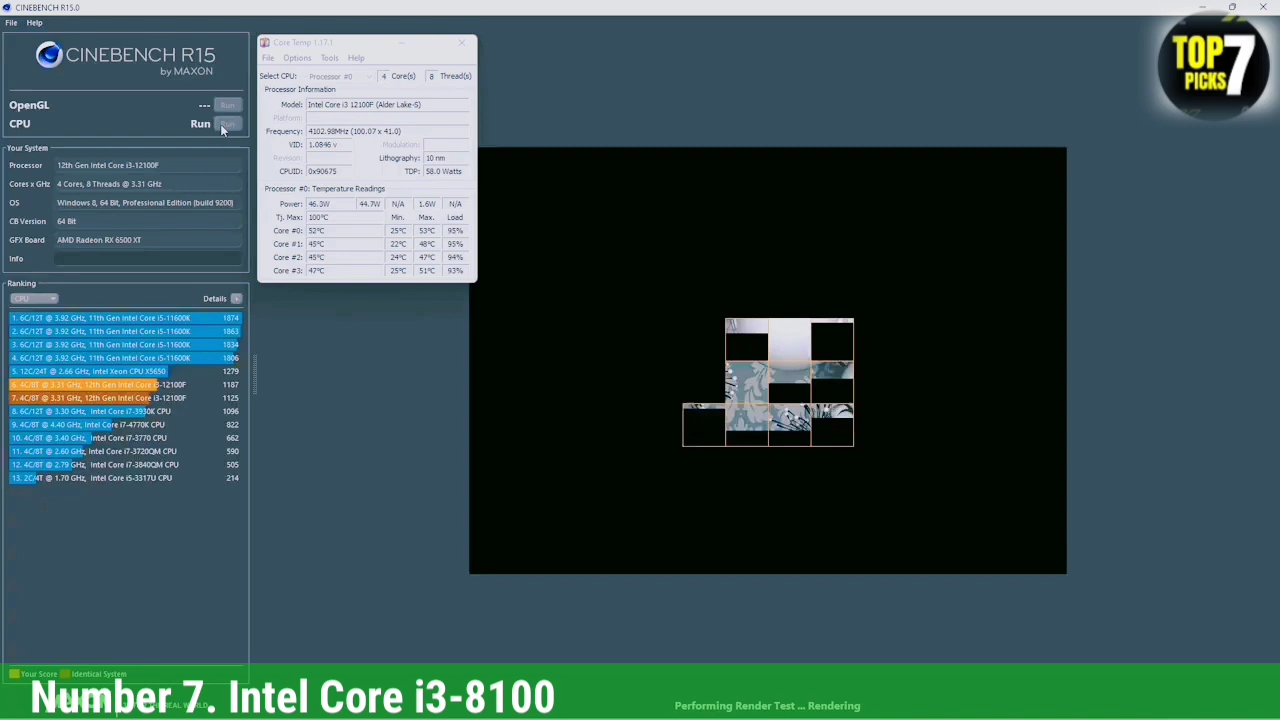 CINEBENCH R15.0
File Help
CINEBENCH R15
by MAXON
OpenGL --- Run
CPU Run Run
Your System
Processor 12th Gen Intel Core i3-12100F
Cores x GHz 4 Cores, 8 Threads @ 3.31 GHz
OS Windows 8, 64 Bit, Professional Edition (build 9200)
CB Version 64 Bit
GFX Board AMD Radeon RX 6500 XT
Info
Ranking
CPU Details +
1. 6C/12T @ 3.92 GHz, 11th Gen Intel Core i5-11600K 1874
2. 6C/12T @ 3.92 GHz, 11th Gen Intel Core i5-11600K 1863
3. 6C/12T @ 3.92 GHz, 11th Gen Intel Core i5-11600K 1834
4. 6C/12T @ 3.92 GHz, 11th Gen Intel Core i5-11600K 1806
5. 12C/24T @ 2.66 GHz, Intel Xeon CPU X5650 1279
6. 4C/8T @ 3.31 GHz, 12th Gen Intel Core i3-12100F 1187
7. 4C/8T @ 3.31 GHz, 12th Gen Intel Core i3-12100F 1125
8. 6C/12T @ 3.30 GHz, Intel Core i7-3930K CPU 1096
9. 4C/8T @ 4.40 GHz, Intel Core i7-4770K CPU 822
10. 4C/8T @ 3.40 GHz, Intel Core i7-3770 CPU 662
11. 4C/8T @ 2.60 GHz, Intel Core i7-3720QM CPU 590
12. 4C/8T @ 2.79 GHz, Intel Core i7-3840QM CPU 505
13. 2C/4T @ 1.70 GHz, Intel Core i5-3317U CPU 214
Your Score Identical System
Core Temp 1.17.1
File Options Tools Help
Select CPU: Processor #0 4 Core(s) 8 Thread(s)
Processor Information
Model: Intel Core i3 12100F (Alder Lake-S)
Platform:
Frequency: 4102.98MHz (100.07 x 41.0)
VID: 1.0846 v Modulation:
Revision: Lithography: 10 nm
CPUID: 0x90675 TDP: 58.0 Watts
Processor #0: Temperature Readings
Power: 46.3W 44.7W N/A 1.6W N/A
Tj. Max: 100°C Min. Max. Load
Core #0: 52°C 25°C 53°C 95%
Core #1: 45°C 22°C 48°C 95%
Core #2: 45°C 24°C 47°C 94%
Core #3: 47°C 25°C 51°C 93%
TOP 7
PICKS
Number 7. Intel Core i3-8100
Performing Render Test ... Rendering